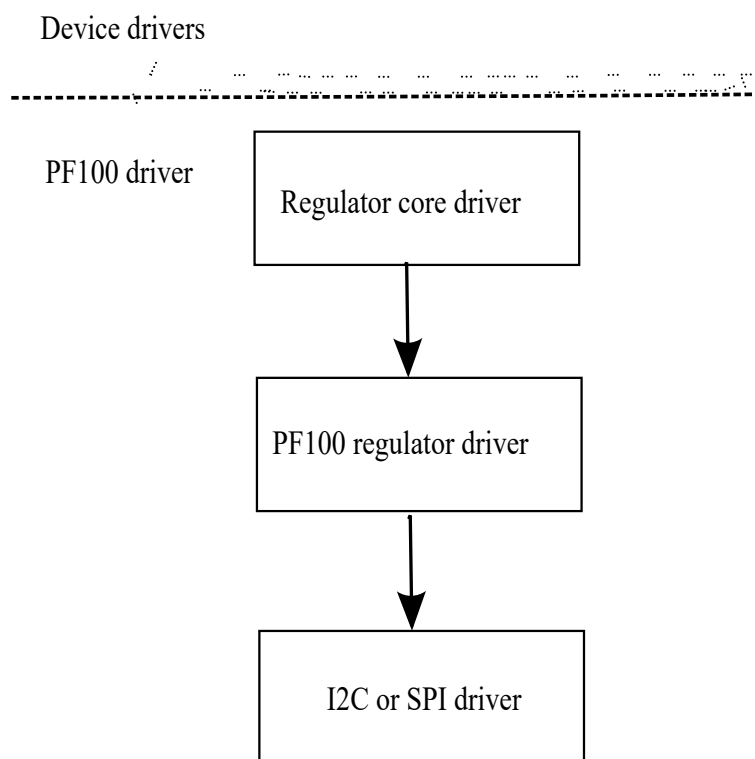 Device drivers
PF100 driver
Regulator core driver
PF100 regulator driver
I2C or SPI driver